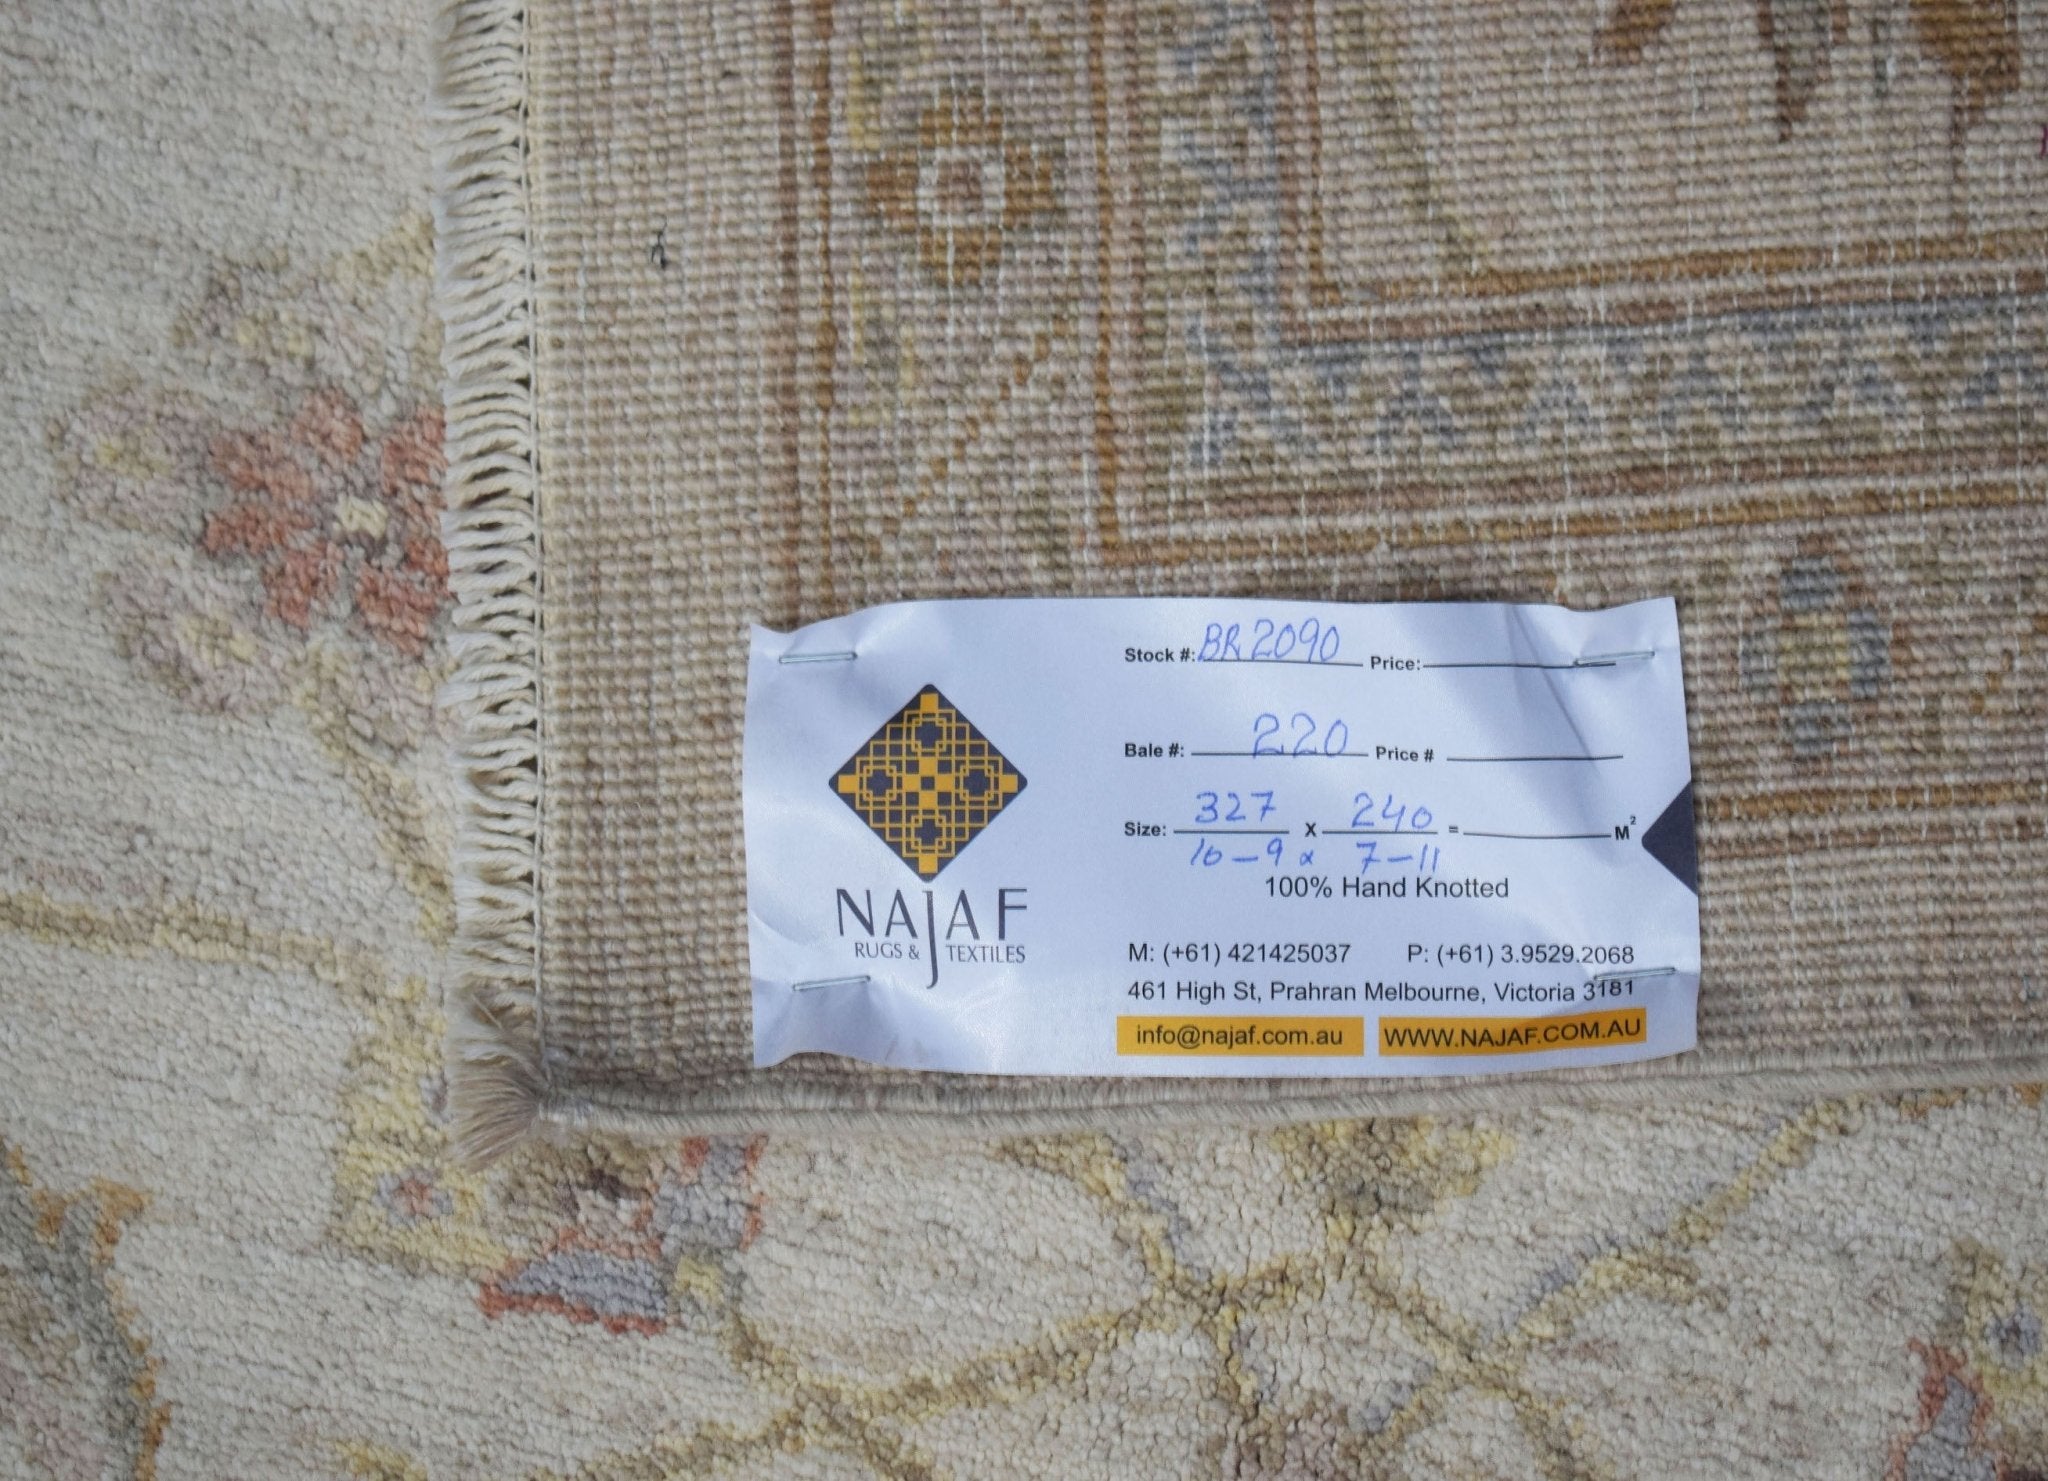 Stock #: BR2090 Price:
Bale #: 220 Price #
Size: 327 x 240 = M²
10-9 x 7-11
100% Hand Knotted
NAJAF
RUGS & TEXTILES
M: (+61) 421425037 P: (+61) 3.9529.2068
461 High St, Prahran Melbourne, Victoria 3181
info@najaf.com.au WWW.NAJAF.COM.AU